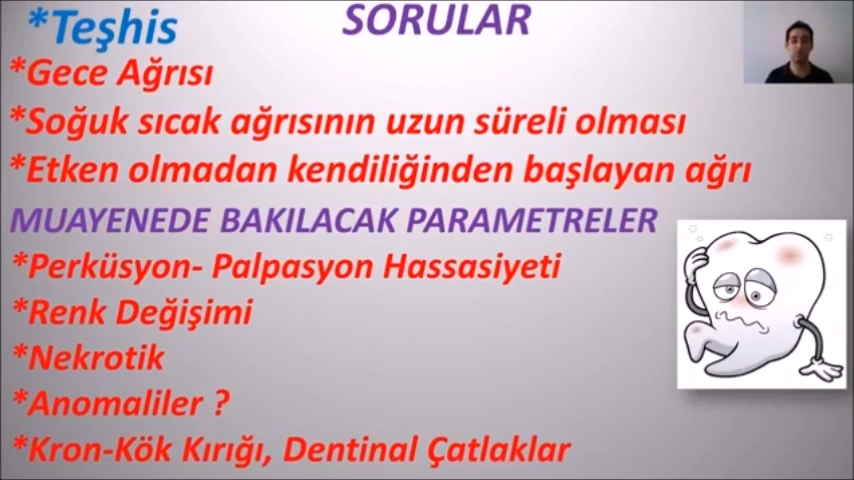 *Teşhis
SORULAR
*Gece Ağrısı
*Soğuk sıcak ağrısının uzun süreli olması
*Etken olmadan kendiliğinden başlayan ağrı
MUAYENEDE BAKILACAK PARAMETRELER
*Perküsyon- Palpasyon Hassasiyeti
*Renk Değişimi
*Nekrotik
*Anomaliler ?
*Kron-Kök Kırığı, Dentinal Çatlaklar